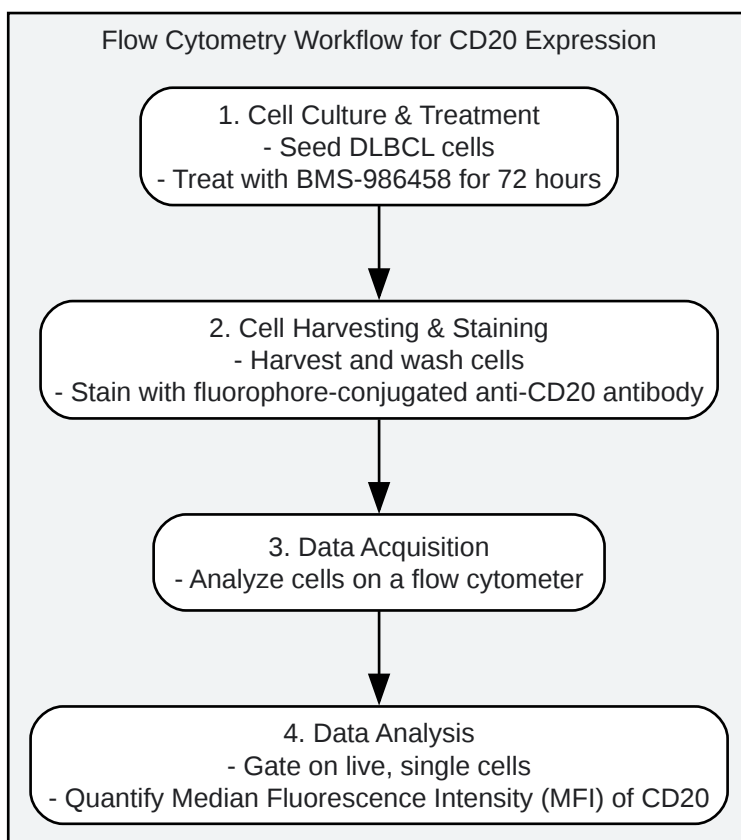 Flow Cytometry Workflow for CD20 Expression
1. Cell Culture & Treatment
- Seed DLBCL cells
- Treat with BMS-986458 for 72 hours
2. Cell Harvesting & Staining
- Harvest and wash cells
- Stain with fluorophore-conjugated anti-CD20 antibody
3. Data Acquisition
- Analyze cells on a flow cytometer
4. Data Analysis
- Gate on live, single cells
- Quantify Median Fluorescence Intensity (MFI) of CD20